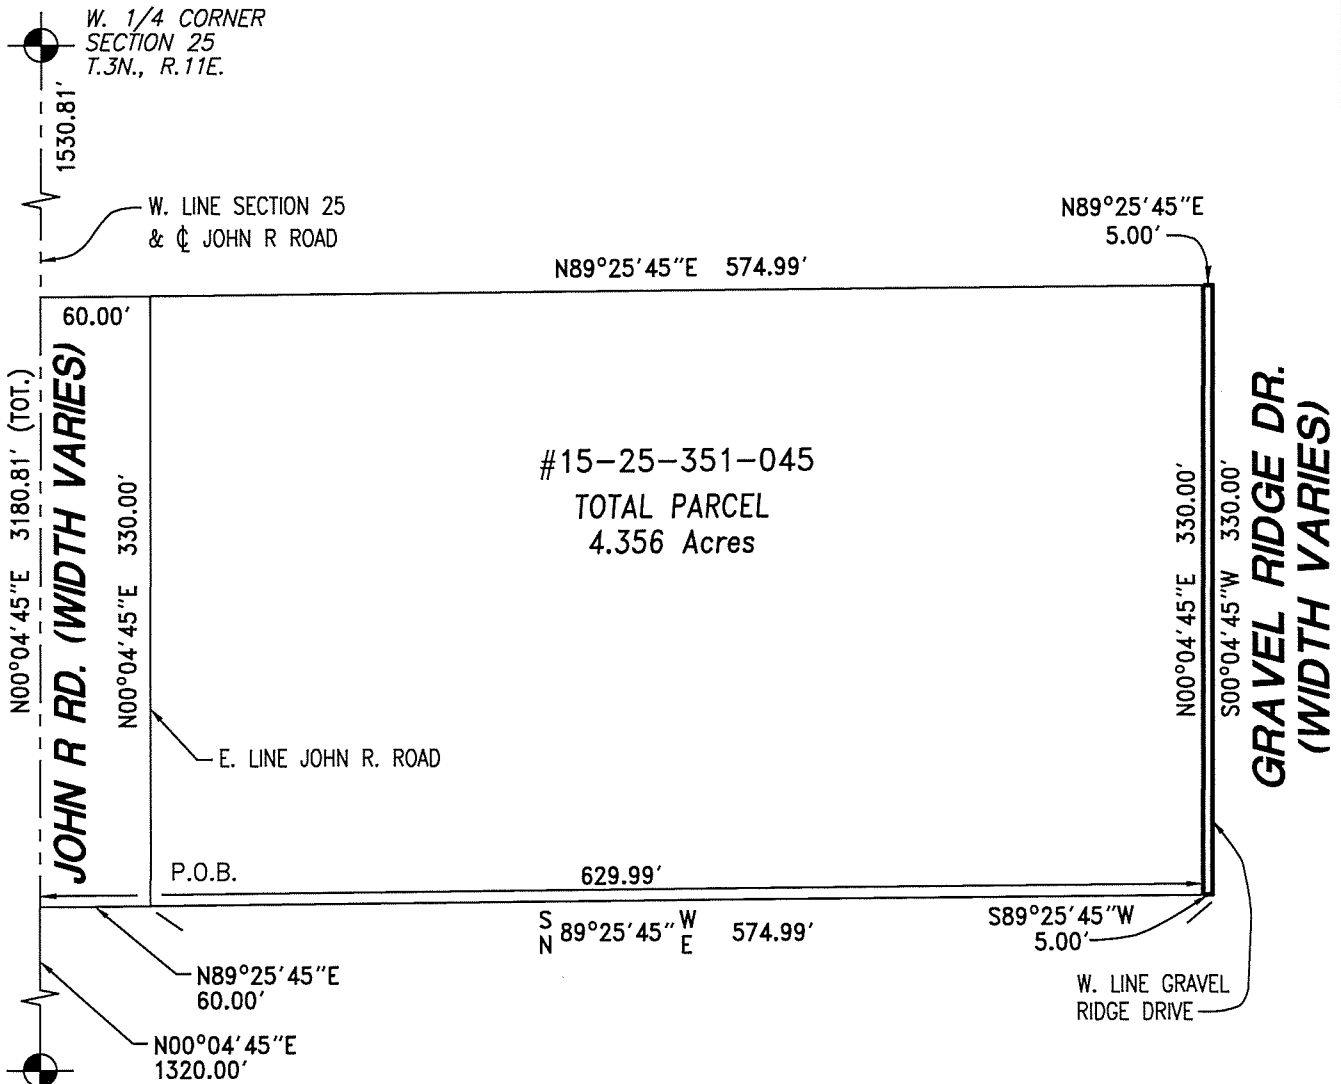 W. 1/4 CORNER
SECTION 25
T.3N., R.11E.
1530.81'
W. LINE SECTION 25
& ℄ JOHN R ROAD
N89°25'45"E
5.00'
N89°25'45"E 574.99'
60.00'
N00°04'45"E 3180.81' (TOT.)
JOHN R RD. (WIDTH VARIES)
N00°04'45"E 330.00'
#15-25-351-045
TOTAL PARCEL
4.356 Acres
N00°04'45"E 330.00'
S00°04'45"W 330.00'
GRAVEL RIDGE DR.
(WIDTH VARIES)
E. LINE JOHN R. ROAD
P.O.B.
629.99'
S 89°25'45" W 574.99'
N E
S89°25'45"W
5.00'
N89°25'45"E
60.00'
W. LINE GRAVEL
RIDGE DRIVE
N00°04'45"E
1320.00'